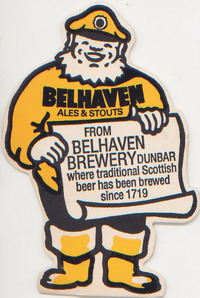 BELHAVEN
ALES & STOUTS
FROM
BELHAVEN
BREWERY DUNBAR
where traditional Scottish
beer has been brewed
since 1719